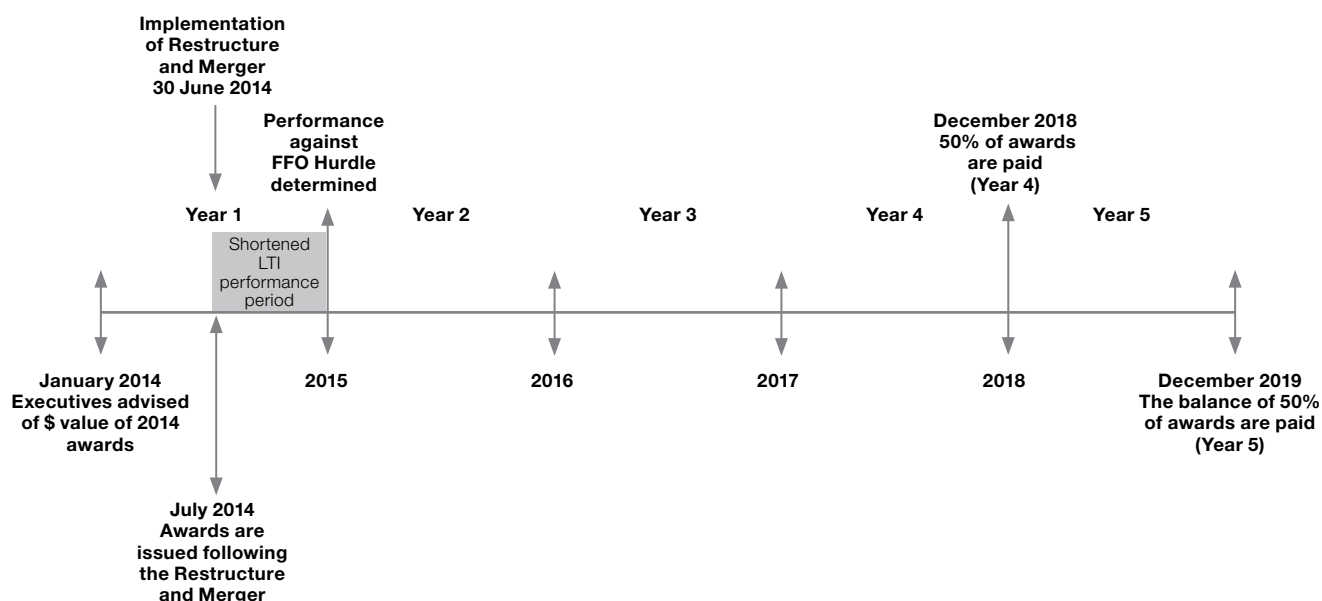 Implementation
of Restructure
and Merger
30 June 2014
Performance
against
FFO Hurdle
determined
December 2018
50% of awards
are paid
(Year 4)
Year 1
Year 2
Year 3
Year 4
Year 5
Shortened
LTI
performance
period
January 2014
Executives advised
of $ value of 2014
awards
2015
2016
2017
2018
December 2019
The balance of 50%
of awards are paid
(Year 5)
July 2014
Awards are
issued following
the Restructure
and Merger